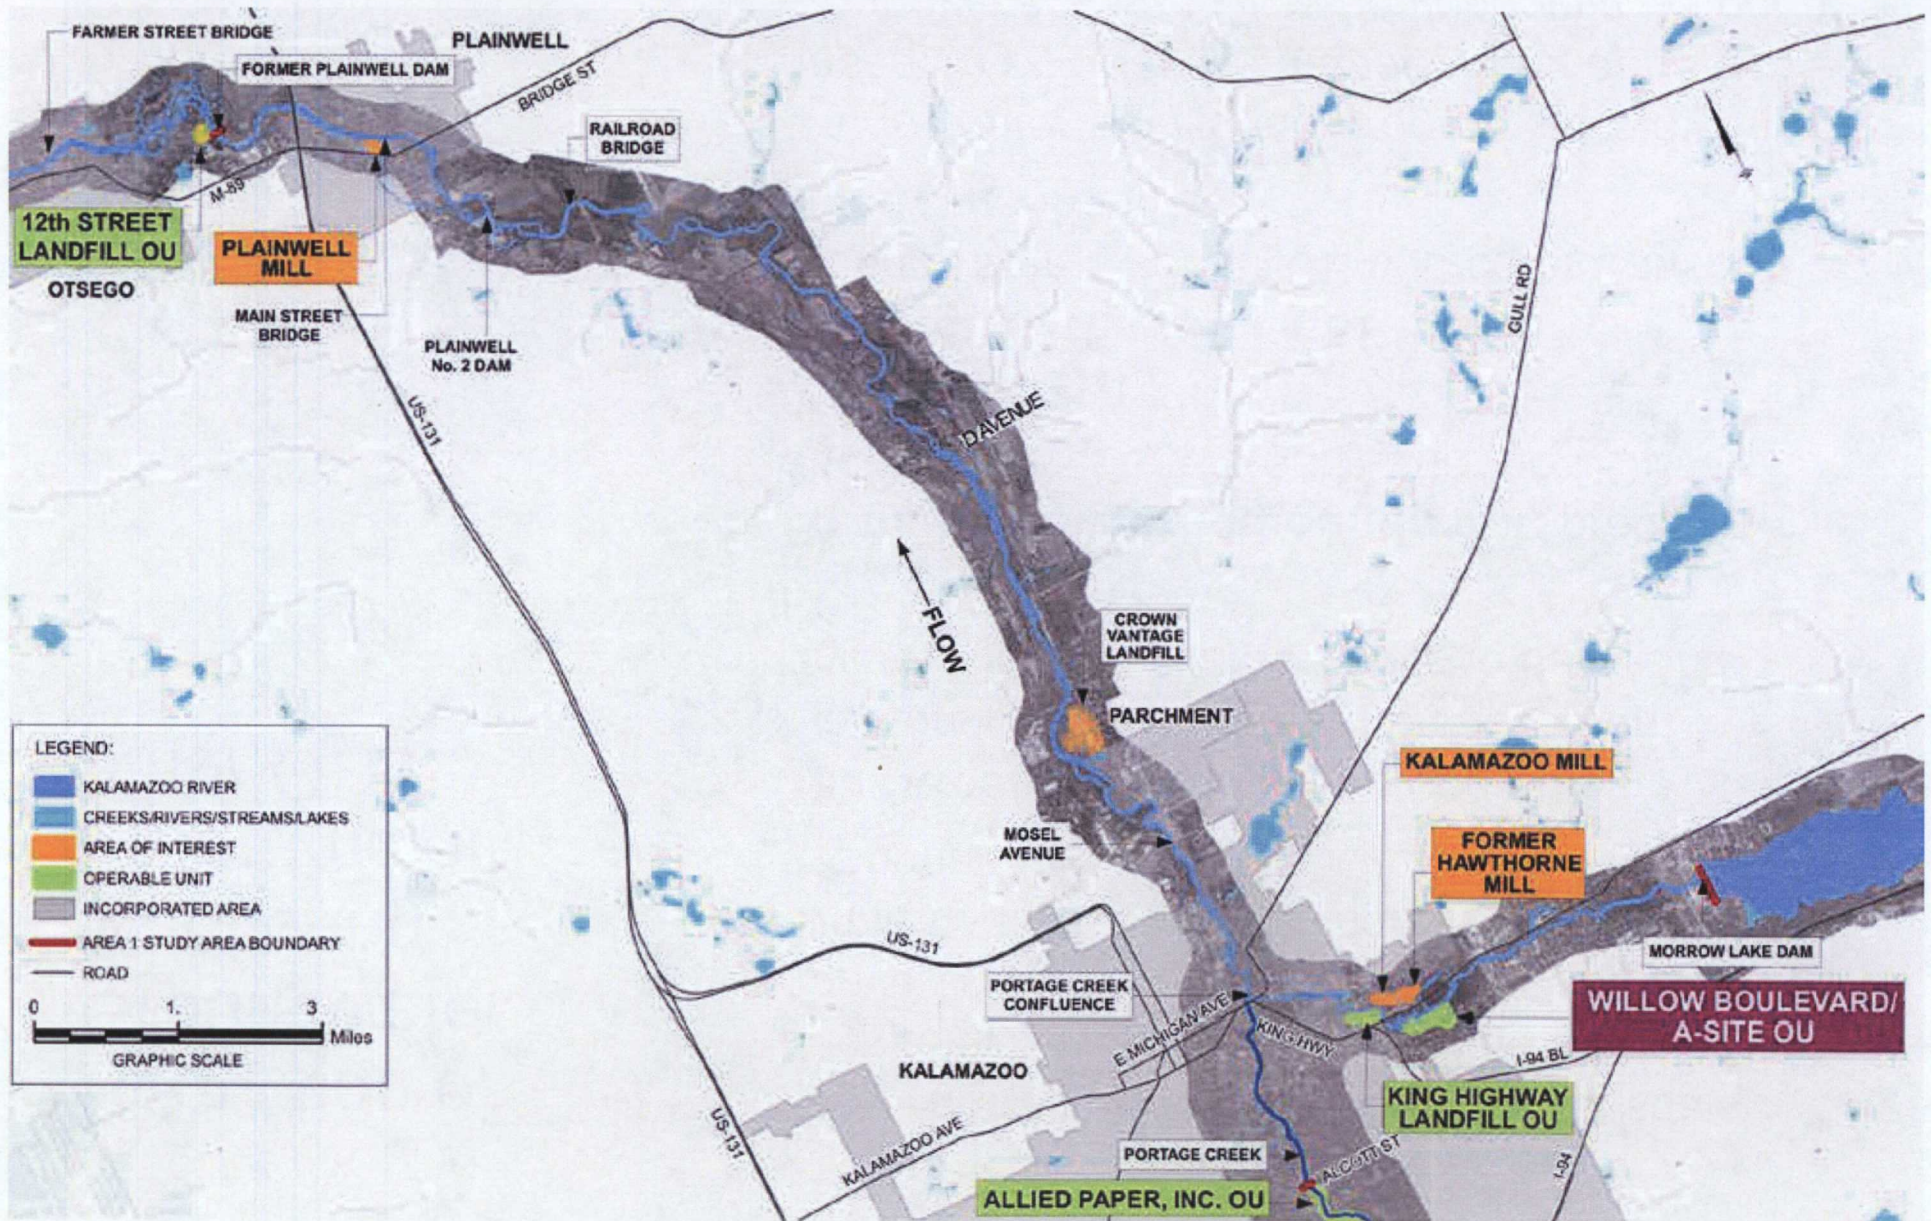 FARMER STREET BRIDGE
PLAINWELL
FORMER PLAINWELL DAM
BRIDGE ST
RAILROAD
BRIDGE
M-89
12th STREET
LANDFILL OU
PLAINWELL
MILL
OTSEGO
MAIN STREET
BRIDGE
PLAINWELL
No. 2 DAM
US-131
GULL RD
D AVENUE
FLOW
CROWN
VANTAGE
LANDFILL
PARCHMENT
KALAMAZOO MILL
MOSEL
AVENUE
FORMER
HAWTHORNE
MILL
US-131
MORROW LAKE DAM
PORTAGE CREEK
CONFLUENCE
WILLOW BOULEVARD/
A-SITE OU
E MICHIGAN AVE
KING HWY
I-94 BL
KALAMAZOO
KING HIGHWAY
LANDFILL OU
US-131
KALAMAZOO AVE
PORTAGE CREEK
ALCOTT ST
I-94
ALLIED PAPER, INC. OU
LEGEND:
KALAMAZOO RIVER
CREEKS/RIVERS/STREAMS/LAKES
AREA OF INTEREST
OPERABLE UNIT
INCORPORATED AREA
AREA 1 STUDY AREA BOUNDARY
ROAD
0 1. 3
Miles
GRAPHIC SCALE